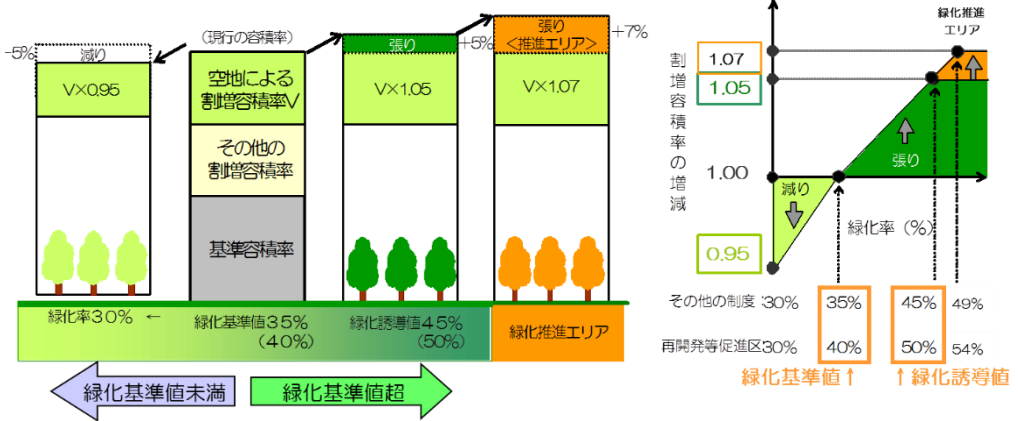 -5%
減り
V×0.95
(現行の容積率)
空地による
割増容積率V
その他の
割増容積率
基準容積率
張り
+5%
V×1.05
張り
<推進エリア>
+7%
V×1.07
緑化率30% ←
緑化基準値35%
(40%)
緑化誘導値45%
(50%)
緑化推進エリア
緑化基準値未満
緑化基準値超
割増容積率の増減
緑化推進
エリア
1.07
1.05
1.00
0.95
張り
減り
緑化率 (%)
その他の制度 30% 35% 45% 49%
再開発等促進区 30% 40% 50% 54%
緑化基準値↑ ↑緑化誘導値